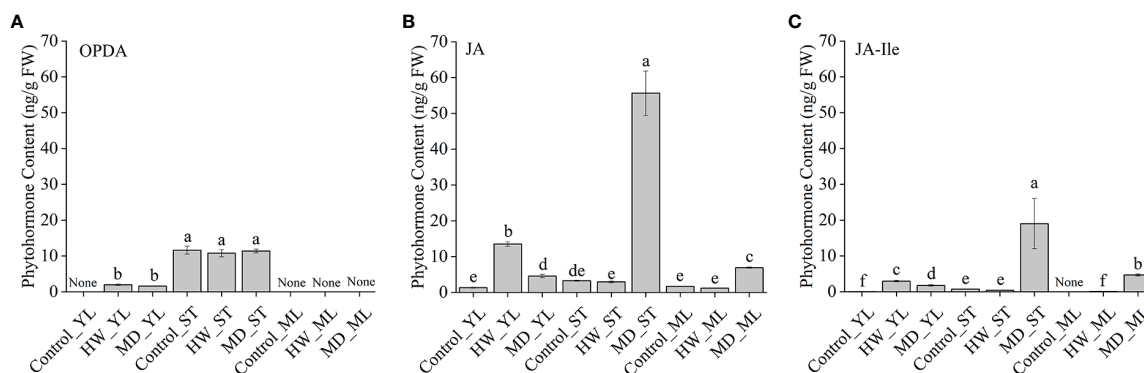 A
OPDA
Phytohormone Content (ng/g FW)
70
60
50
40
30
20
10
0
None
b
b
a
a
a
None
None
None
Control_YL
HW_YL
MD_YL
Control_ST
HW_ST
MD_ST
Control_ML
HW_ML
MD_ML
B
JA
Phytohormone Content (ng/g FW)
70
60
50
40
30
20
10
0
e
b
d
de
e
a
e
e
c
Control_YL
HW_YL
MD_YL
Control_ST
HW_ST
MD_ST
Control_ML
HW_ML
MD_ML
C
JA-Ile
Phytohormone Content (ng/g FW)
70
60
50
40
30
20
10
0
f
c
d
e
e
a
None
f
b
Control_YL
HW_YL
MD_YL
Control_ST
HW_ST
MD_ST
Control_ML
HW_ML
MD_ML